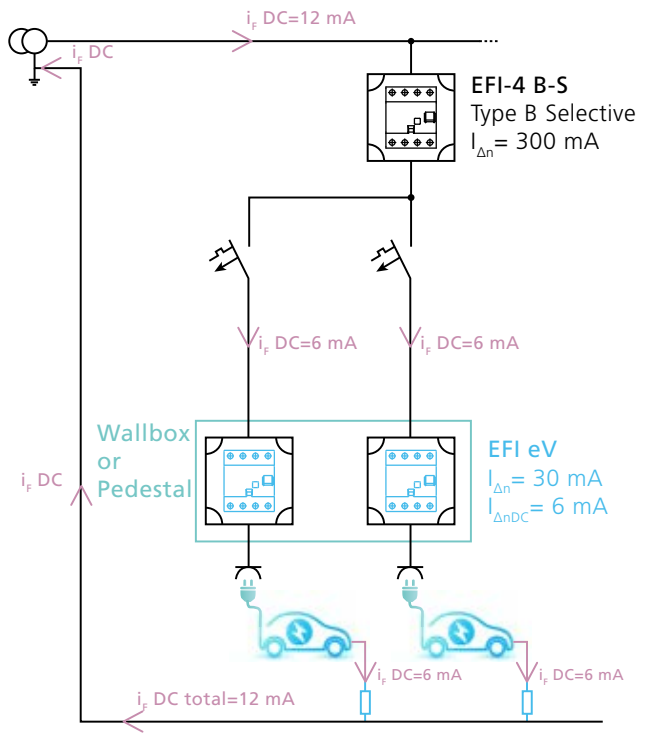 i_F DC=12 mA
i_F DC
EFI-4 B-S
Type B Selective
I_Δn= 300 mA
i_F DC=6 mA
i_F DC=6 mA
Wallbox
or
Pedestal
EFI eV
I_Δn= 30 mA
I_ΔnDC= 6 mA
i_F DC
i_F DC=6 mA
i_F DC=6 mA
i_F DC total=12 mA